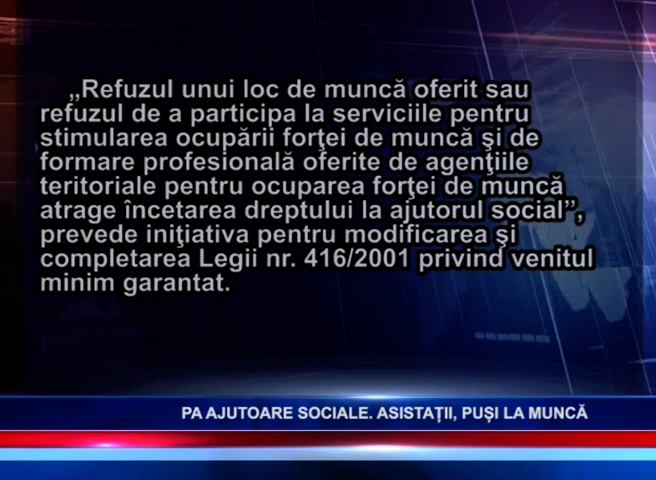 „Refuzul unui loc de muncă oferit sau
refuzul de a participa la serviciile pentru
stimularea ocupării forţei de muncă şi de
formare profesională oferite de agenţiile
teritoriale pentru ocuparea forţei de muncă
atrage încetarea dreptului la ajutorul social”,
prevede iniţiativa pentru modificarea şi
completarea Legii nr. 416/2001 privind venitul
minim garantat.
PA AJUTOARE SOCIALE. ASISTAȚII, PUȘI LA MUNCĂ